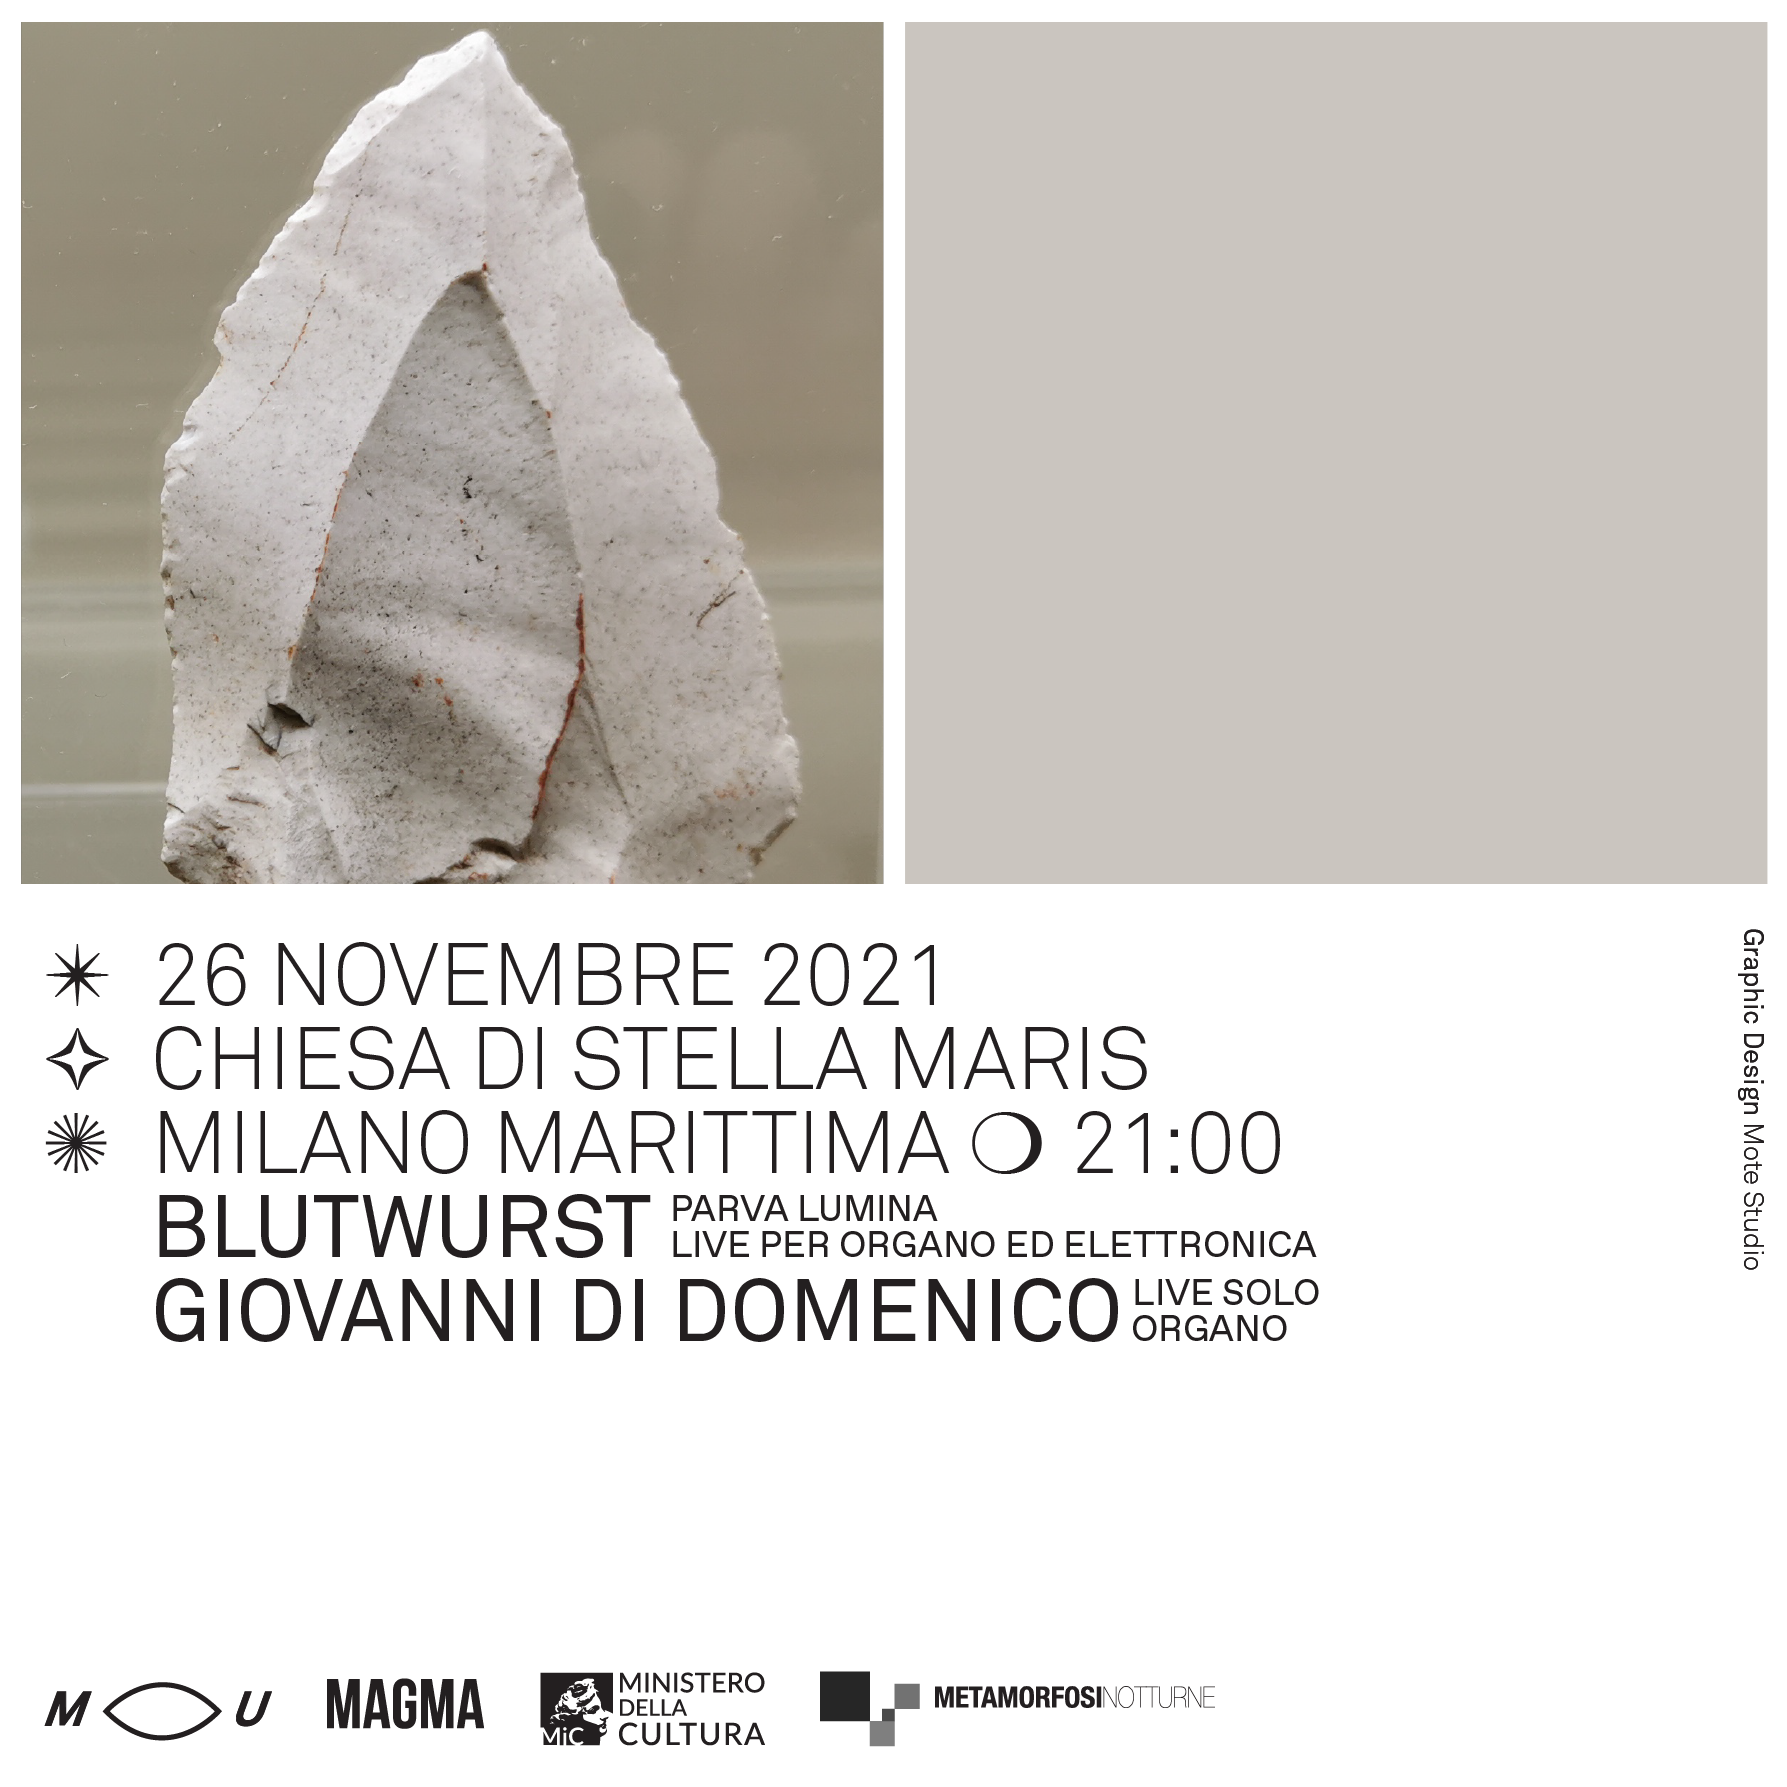 26 NOVEMBRE 2021
CHIESA DI STELLA MARIS
MILANO MARITTIMA 21:00
BLUTWURST PARVA LUMINA
LIVE PER ORGANO ED ELETTRONICA
GIOVANNI DI DOMENICO LIVE SOLO
ORGANO
Graphic Design Mote Studio
M U
MAGMA
MiC
MINISTERO
DELLA
CULTURA
METAMORFOSINOTTURNE